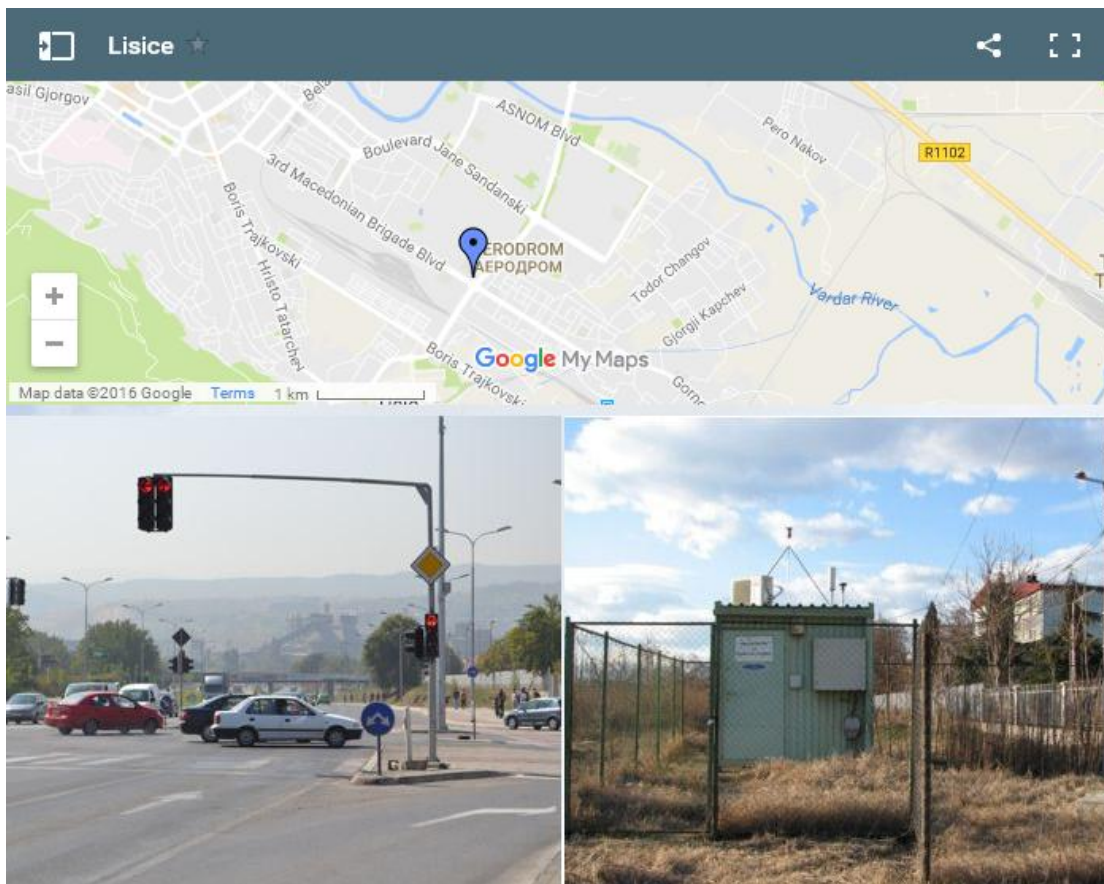 Lisice
asil Gjorgov
Bela
ASNOM Blvd
Pero Nakov
R1102
Boulevard Jane Sandanski
3rd Macedonian Brigade Blvd
Boris Trajkovski
Hristo Tatarchev
ERODROM
АЕРОДРОМ
Todor Changov
Gjorgji Kapchev
Vardar River
Boris Trajkovski
Google My Maps
Gorno
Map data ©2016 Google Terms 1 km